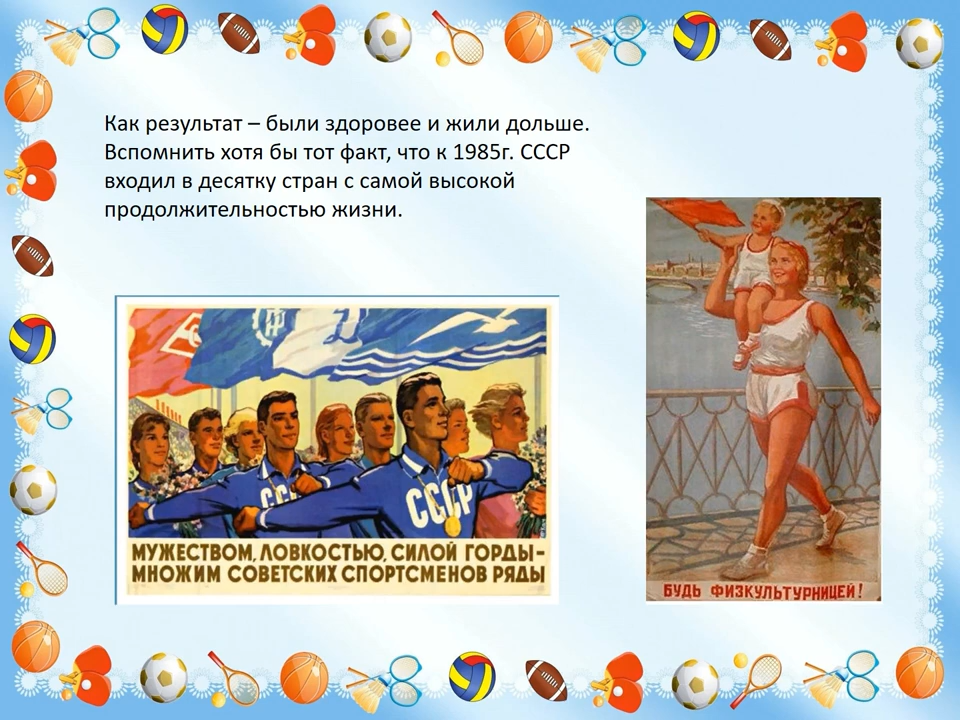 Как результат – были здоровее и жили дольше.
Вспомнить хотя бы тот факт, что к 1985г. СССР
входил в десятку стран с самой высокой
продолжительностью жизни.
СС
СССР
МУЖЕСТВОМ, ЛОВКОСТЬЮ, СИЛОЙ ГОРДЫ–
МНОЖИМ СОВЕТСКИХ СПОРТСМЕНОВ РЯДЫ
БУДЬ ФИЗКУЛЬТУРНИЦЕЙ!